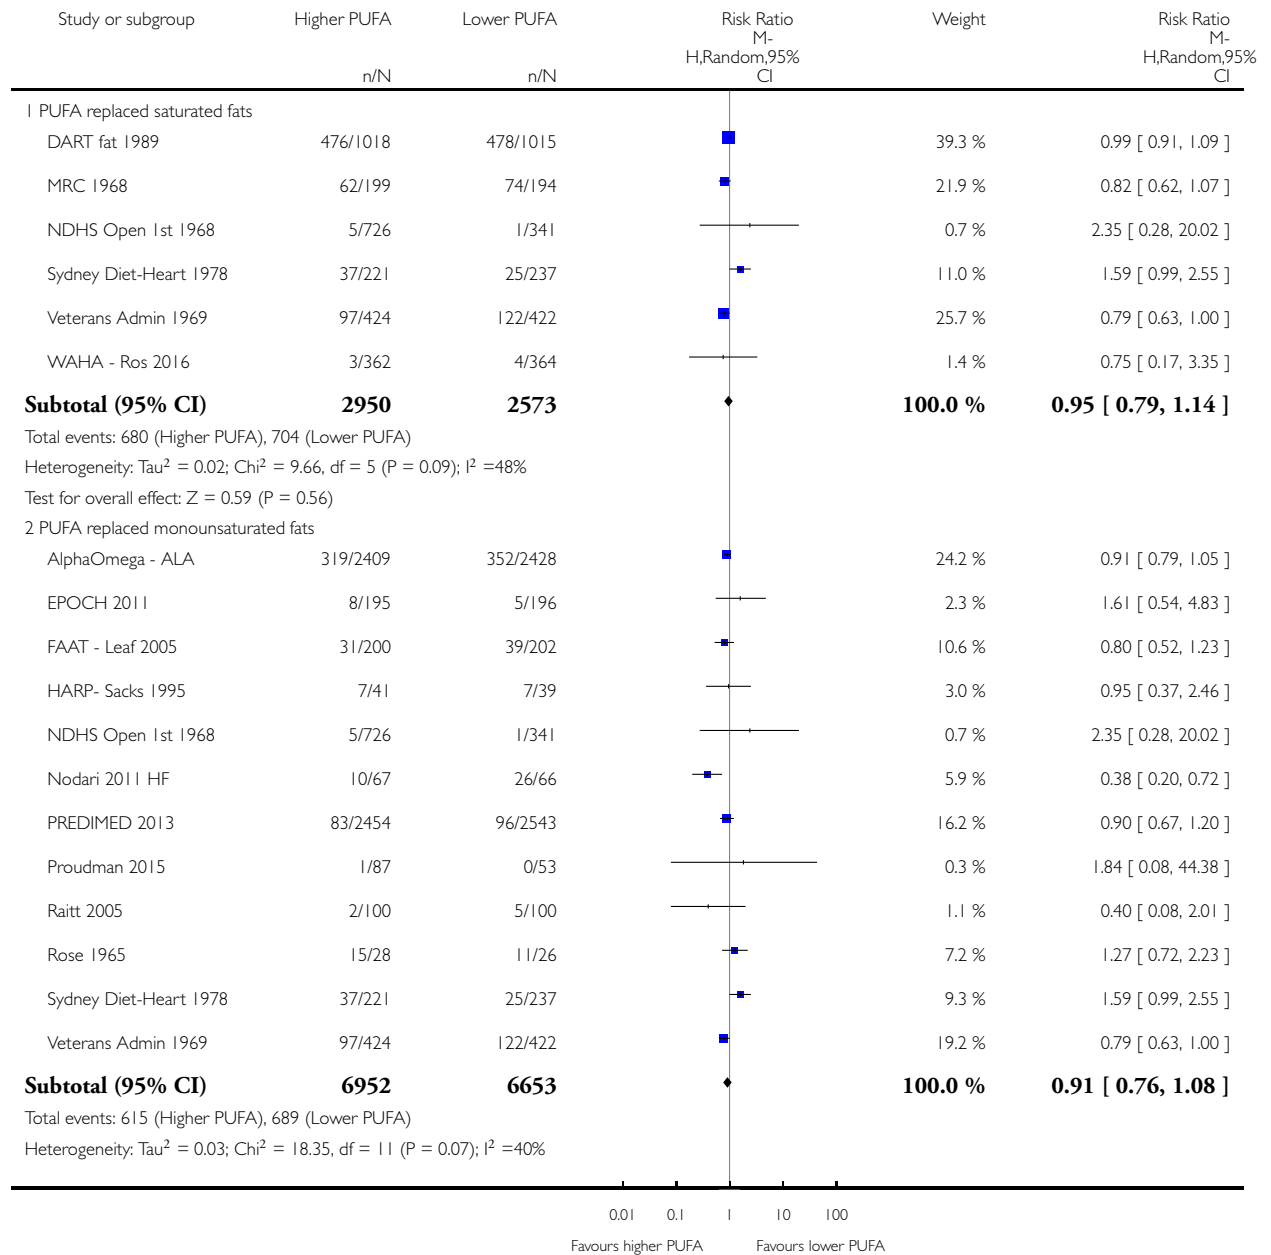 Study or subgroup Higher PUFA Lower PUFA Risk Ratio Weight Risk Ratio
M- M-
H,Random,95% H,Random,95%
n/N n/N CI CI
1 PUFA replaced saturated fats
DART fat 1989 476/1018 478/1015 39.3 % 0.99 [ 0.91, 1.09 ]
MRC 1968 62/199 74/194 21.9 % 0.82 [ 0.62, 1.07 ]
NDHS Open 1st 1968 5/726 1/341 0.7 % 2.35 [ 0.28, 20.02 ]
Sydney Diet-Heart 1978 37/221 25/237 11.0 % 1.59 [ 0.99, 2.55 ]
Veterans Admin 1969 97/424 122/422 25.7 % 0.79 [ 0.63, 1.00 ]
WAHA - Ros 2016 3/362 4/364 1.4 % 0.75 [ 0.17, 3.35 ]
Subtotal (95% CI) 2950 2573 100.0 % 0.95 [ 0.79, 1.14 ]
Total events: 680 (Higher PUFA), 704 (Lower PUFA)
Heterogeneity: Tau² = 0.02; Chi² = 9.66, df = 5 (P = 0.09); I² =48%
Test for overall effect: Z = 0.59 (P = 0.56)
2 PUFA replaced monounsaturated fats
AlphaOmega - ALA 319/2409 352/2428 24.2 % 0.91 [ 0.79, 1.05 ]
EPOCH 2011 8/195 5/196 2.3 % 1.61 [ 0.54, 4.83 ]
FAAT - Leaf 2005 31/200 39/202 10.6 % 0.80 [ 0.52, 1.23 ]
HARP- Sacks 1995 7/41 7/39 3.0 % 0.95 [ 0.37, 2.46 ]
NDHS Open 1st 1968 5/726 1/341 0.7 % 2.35 [ 0.28, 20.02 ]
Nodari 2011 HF 10/67 26/66 5.9 % 0.38 [ 0.20, 0.72 ]
PREDIMED 2013 83/2454 96/2543 16.2 % 0.90 [ 0.67, 1.20 ]
Proudman 2015 1/87 0/53 0.3 % 1.84 [ 0.08, 44.38 ]
Raitt 2005 2/100 5/100 1.1 % 0.40 [ 0.08, 2.01 ]
Rose 1965 15/28 11/26 7.2 % 1.27 [ 0.72, 2.23 ]
Sydney Diet-Heart 1978 37/221 25/237 9.3 % 1.59 [ 0.99, 2.55 ]
Veterans Admin 1969 97/424 122/422 19.2 % 0.79 [ 0.63, 1.00 ]
Subtotal (95% CI) 6952 6653 100.0 % 0.91 [ 0.76, 1.08 ]
Total events: 615 (Higher PUFA), 689 (Lower PUFA)
Heterogeneity: Tau² = 0.03; Chi² = 18.35, df = 11 (P = 0.07); I² =40%
0.01 0.1 1 10 100
Favours higher PUFA Favours lower PUFA